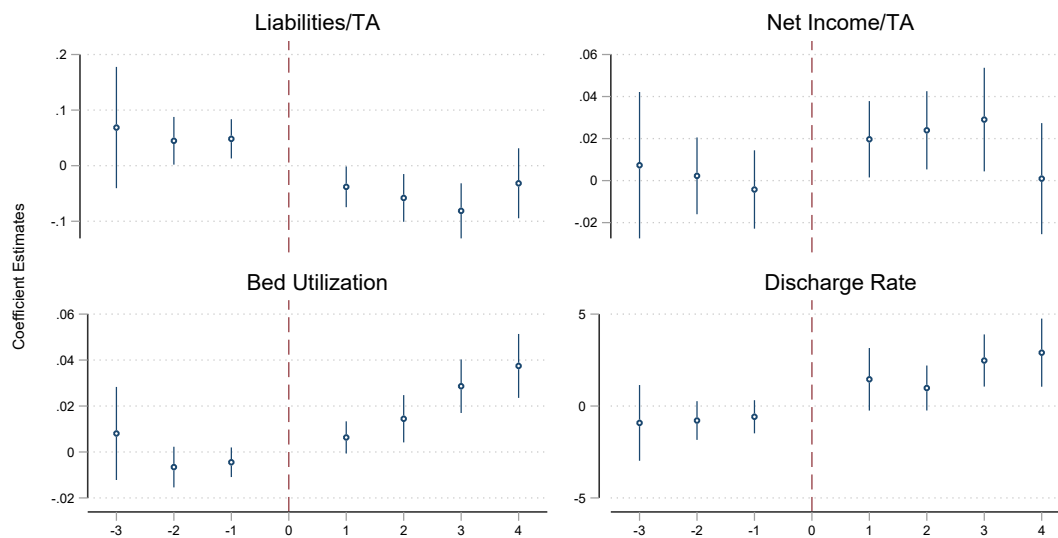 Coefficient Estimates
Liabilities/TA
.2
.1
0
-.1
Net Income/TA
.06
.04
.02
0
-.02
Bed Utilization
.06
.04
.02
0
-.02
-3 -2 -1 0 1 2 3 4
Discharge Rate
5
0
-5
-3 -2 -1 0 1 2 3 4